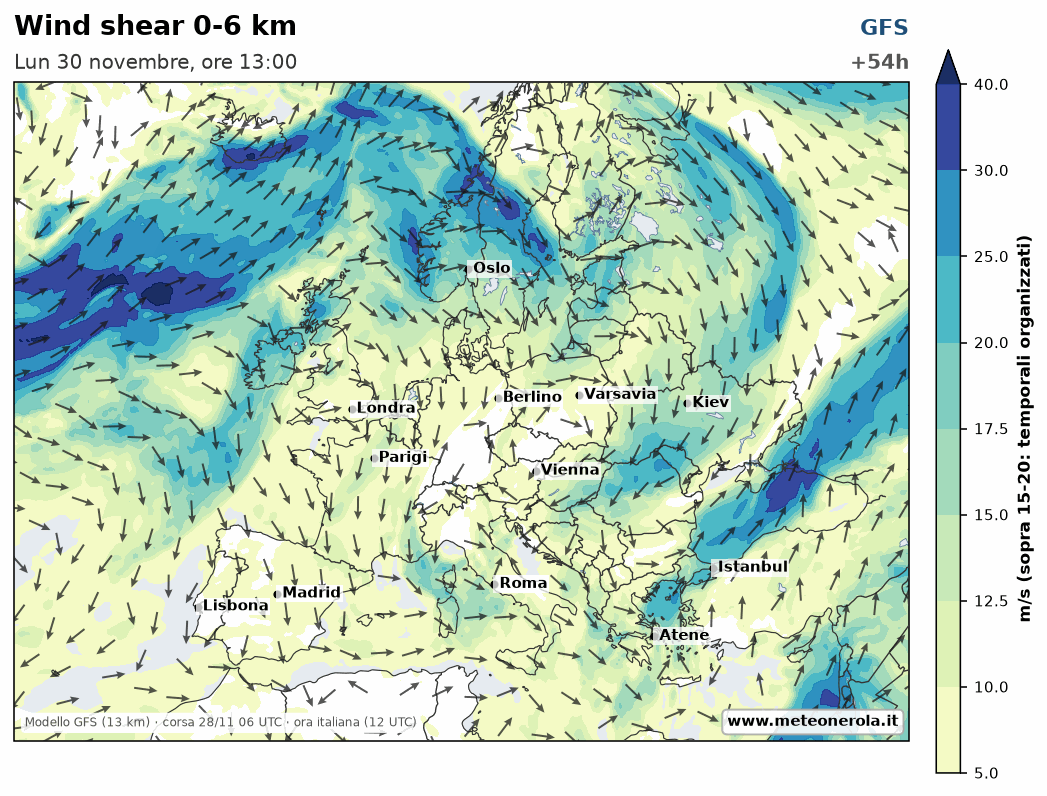 Wind shear 0-6 km
GFS
Lun 30 novembre, ore 13:00
+54h
40.0
30.0
25.0
20.0
17.5
15.0
12.5
10.0
5.0
m/s (sopra 15-20: temporali organizzati)
Oslo
Berlino
Varsavia
Kiev
Londra
Parigi
Vienna
Istanbul
Roma
Madrid
Lisbona
Atene
Modello GFS (13 km) · corsa 28/11 06 UTC · ora italiana (12 UTC)
www.meteonerola.it